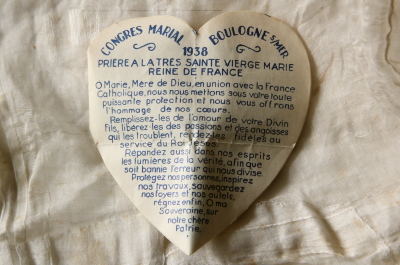 CONGRES MARIAL BOULOGNE S/MER
1938
PRIÈRE A LA TRÈS SAINTE VIERGE MARIE
REINE DE FRANCE
O Marie, Mère de Dieu, en union avec la France
Catholique, nous nous mettons sous votre toute
puissante protection et nous vous offrons
l'hommage de nos cœurs.
Remplissez-les de l'amour de votre Divin
Fils, libérez-les des passions et des angoisses
qui les troublent, rendez-les fidèles au
service du Roi Jésus.
Répandez aussi dans nos esprits
les lumières de la vérité, afin que
soit bannie l'erreur qui nous divise.
Protégez nos personnes, inspirez
nos travaux, sauvegardez
nos foyers et nos autels,
régnez enfin, O ma
Souveraine, sur
notre chère
Patrie.